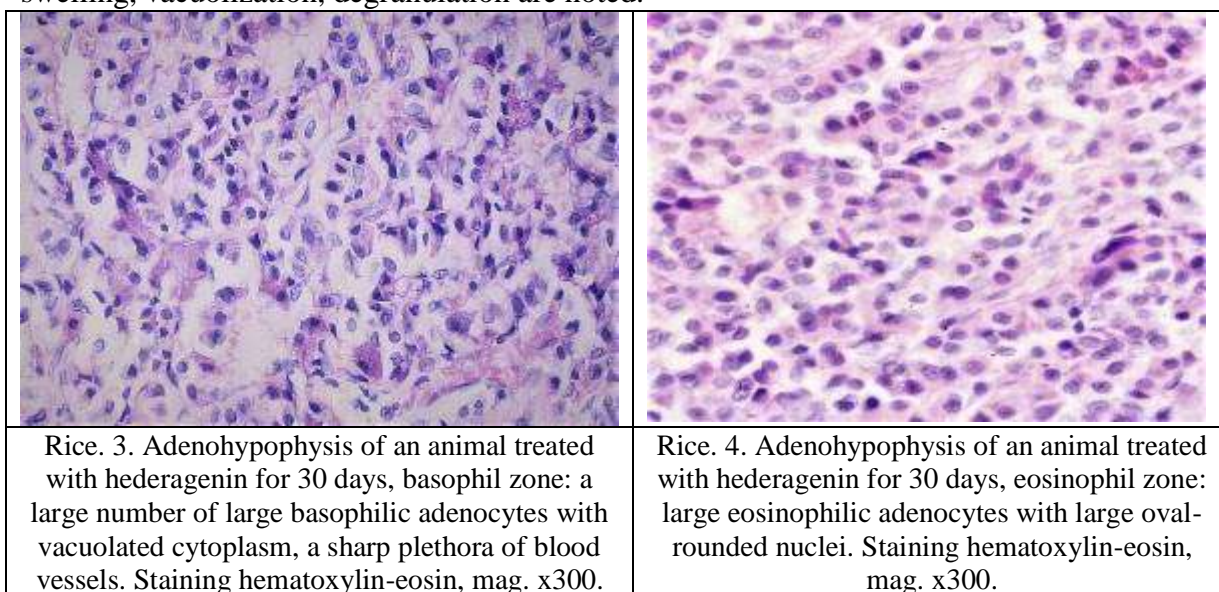 swelling, vacuolization, degranulation are noted.
Rice. 3. Adenohypophysis of an animal treated
with hederagenin for 30 days, basophil zone: a
large number of large basophilic adenocytes with
vacuolated cytoplasm, a sharp plethora of blood
vessels. Staining hematoxylin-eosin, mag. x300.
Rice. 4. Adenohypophysis of an animal treated
with hederagenin for 30 days, eosinophil zone:
large eosinophilic adenocytes with large oval-
rounded nuclei. Staining hematoxylin-eosin,
mag. x300.